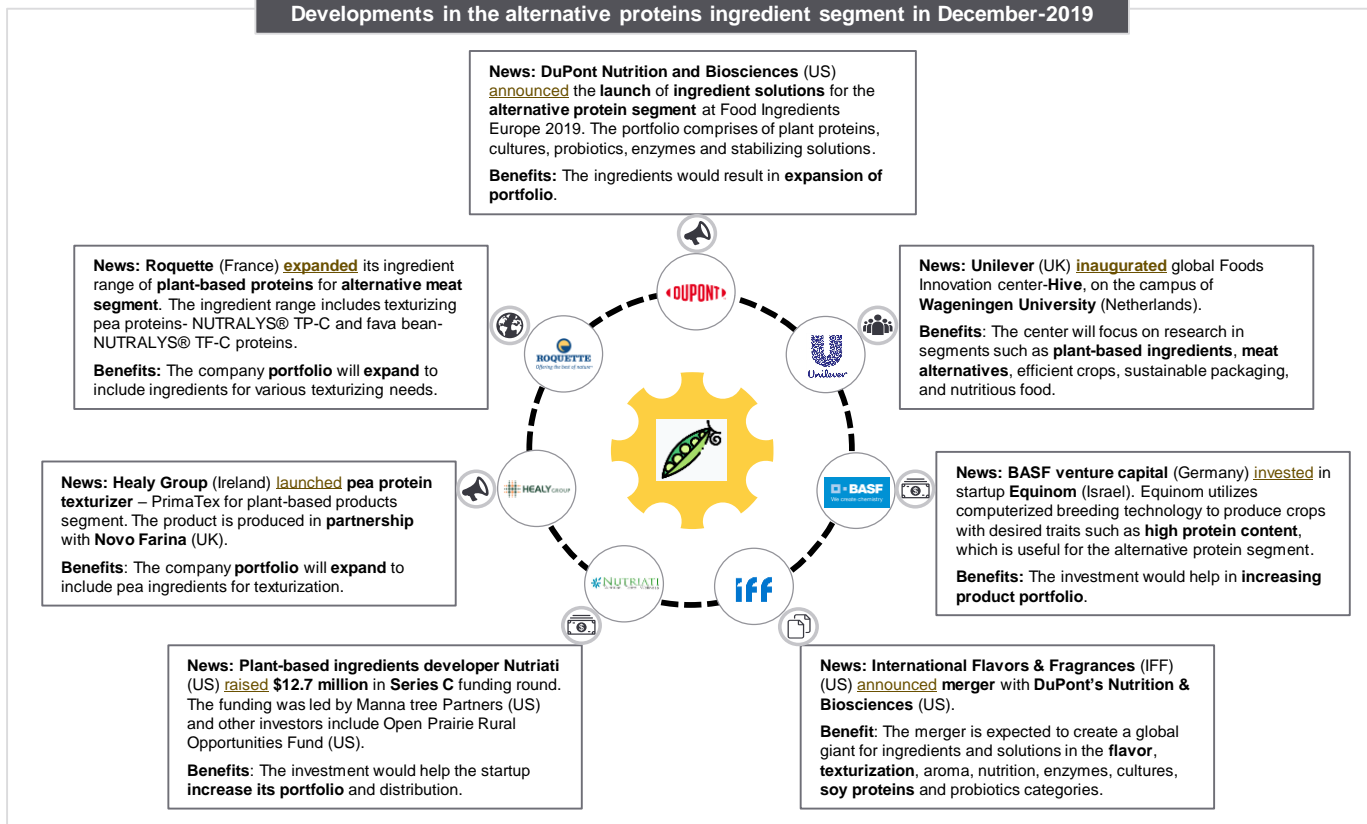 Developments in the alternative proteins ingredient segment in December-2019
News: DuPont Nutrition and Biosciences (US)
announced the launch of ingredient solutions for the
alternative protein segment at Food Ingredients
Europe 2019. The portfolio comprises of plant proteins,
cultures, probiotics, enzymes and stabilizing solutions.
Benefits: The ingredients would result in expansion of
portfolio.
News: Roquette (France) expanded its ingredient
range of plant-based proteins for alternative meat
segment. The ingredient range includes texturizing
pea proteins- NUTRALYS® TP-C and fava bean-
NUTRALYS® TF-C proteins.
Benefits: The company portfolio will expand to
include ingredients for various texturizing needs.
News: Unilever (UK) inaugurated global Foods
Innovation center-Hive, on the campus of
Wageningen University (Netherlands).
Benefits: The center will focus on research in
segments such as plant-based ingredients, meat
alternatives, efficient crops, sustainable packaging,
and nutritious food.
DUPONT
ROQUETTE
Offering the best of nature™
Unilever
News: Healy Group (Ireland) launched pea protein
texturizer – PrimaTex for plant-based products
segment. The product is produced in partnership
with Novo Farina (UK).
Benefits: The company portfolio will expand to
include pea ingredients for texturization.
HEALY GROUP
BASF
We create chemistry
News: BASF venture capital (Germany) invested in
startup Equinom (Israel). Equinom utilizes
computerized breeding technology to produce crops
with desired traits such as high protein content,
which is useful for the alternative protein segment.
Benefits: The investment would help in increasing
product portfolio.
NUTRIATI
iff
News: Plant-based ingredients developer Nutriati
(US) raised $12.7 million in Series C funding round.
The funding was led by Manna tree Partners (US)
and other investors include Open Prairie Rural
Opportunities Fund (US).
Benefits: The investment would help the startup
increase its portfolio and distribution.
News: International Flavors & Fragrances (IFF)
(US) announced merger with DuPont's Nutrition &
Biosciences (US).
Benefit: The merger is expected to create a global
giant for ingredients and solutions in the flavor,
texturization, aroma, nutrition, enzymes, cultures,
soy proteins and probiotics categories.